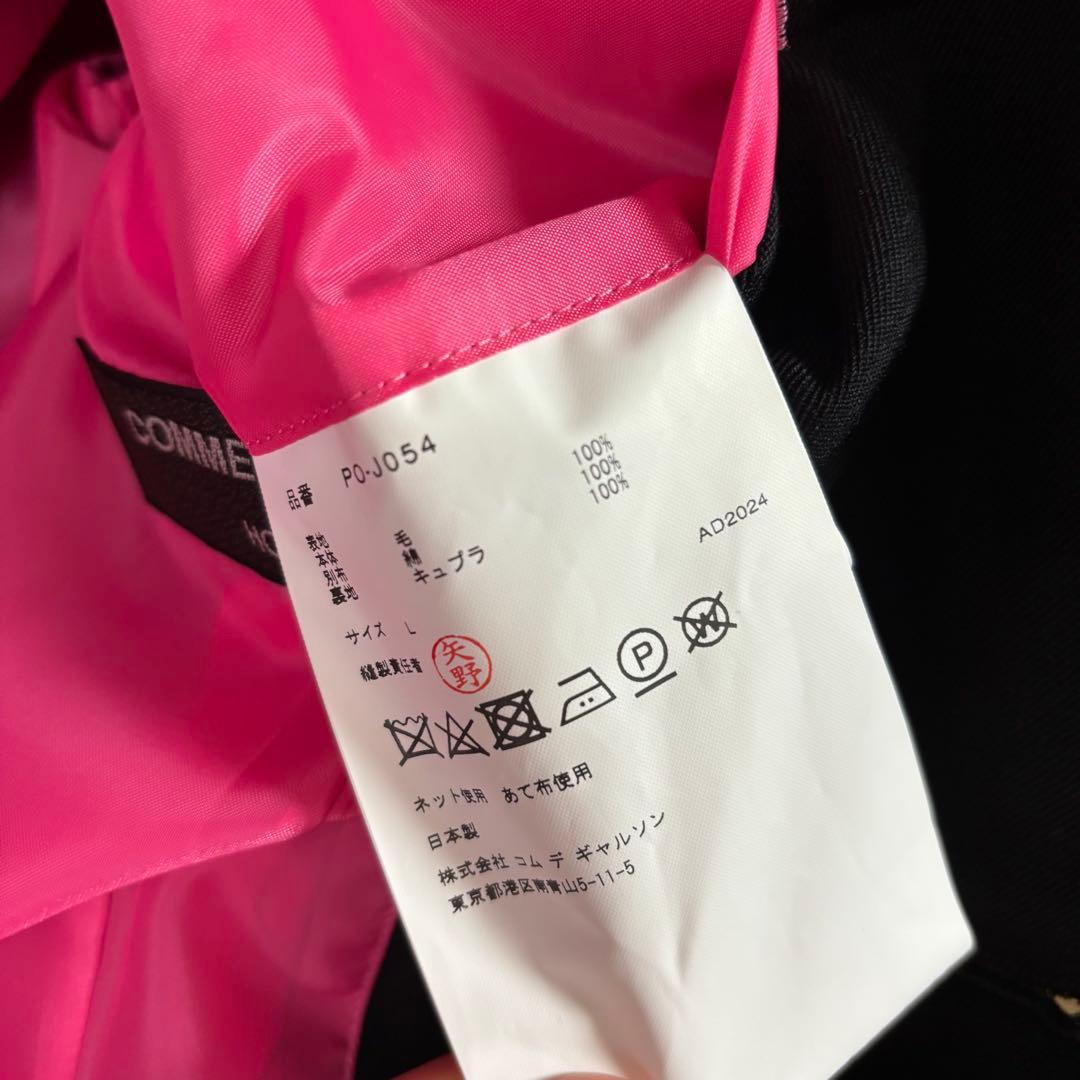 COMME
品番 PO-J054
表地
本体 毛 100%
別布 綿 100%
裏地 キュプラ 100%
AD2024
サイズ L
縫製責任者 矢野
P
W
ネット使用 あて布使用
日本製
株式会社 コム デ ギャルソン
東京都港区南青山5-11-5